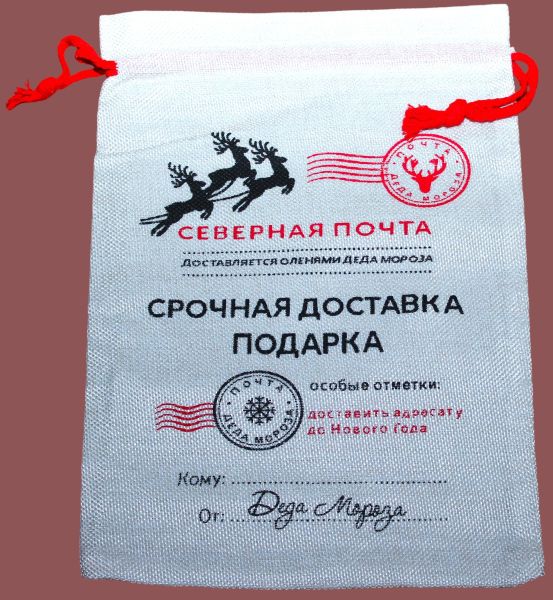 ПОЧТА
ДЕДА МОРОЗА
СЕВЕРНАЯ ПОЧТА
ДОСТАВЛЯЕТСЯ ОЛЕНЯМИ ДЕДА МОРОЗА
СРОЧНАЯ ДОСТАВКА
ПОДАРКА
ПОЧТА
ДЕДА МОРОЗА
особые отметки:
доставить адресату
до Нового Года
Кому:
От: Деда Мороза